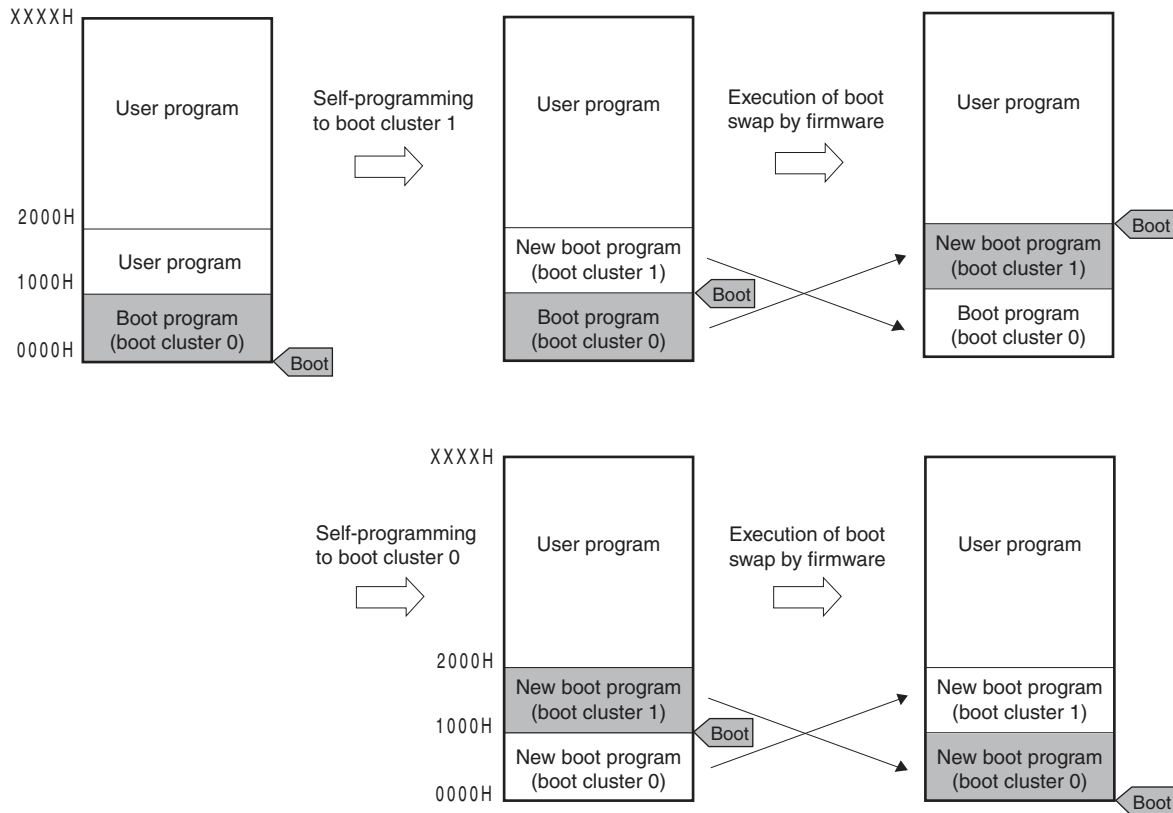 XXXXH
User program
2000H
User program
1000H
Boot program
(boot cluster 0)
0000H
Boot
Self-programming
to boot cluster 1
User program
New boot program
(boot cluster 1)
Boot
Boot program
(boot cluster 0)
Execution of boot
swap by firmware
User program
Boot
New boot program
(boot cluster 1)
Boot program
(boot cluster 0)
Self-programming
to boot cluster 0
XXXXH
User program
2000H
New boot program
(boot cluster 1)
1000H
Boot
New boot program
(boot cluster 0)
0000H
Execution of boot
swap by firmware
User program
New boot program
(boot cluster 1)
New boot program
(boot cluster 0)
Boot